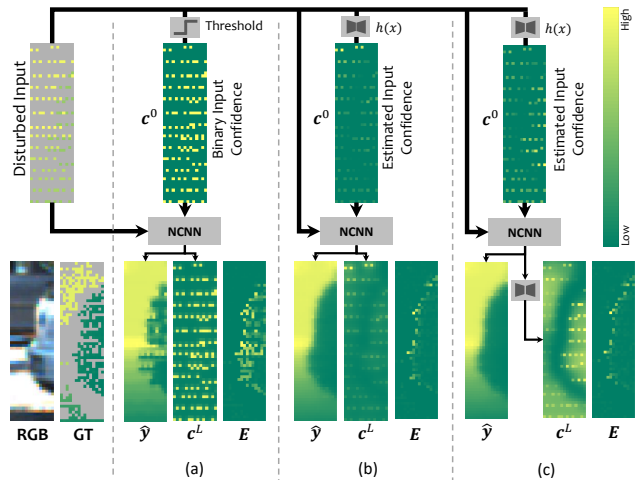 Threshold
h(x)
h(x)
High
Low
Disturbed Input
c⁰
Binary Input
Confidence
c⁰
Estimated Input
Confidence
c⁰
Estimated Input
Confidence
NCNN
NCNN
NCNN
RGB
GT
ŷ
c^L
E
ŷ
c^L
E
ŷ
c^L
E
(a)
(b)
(c)